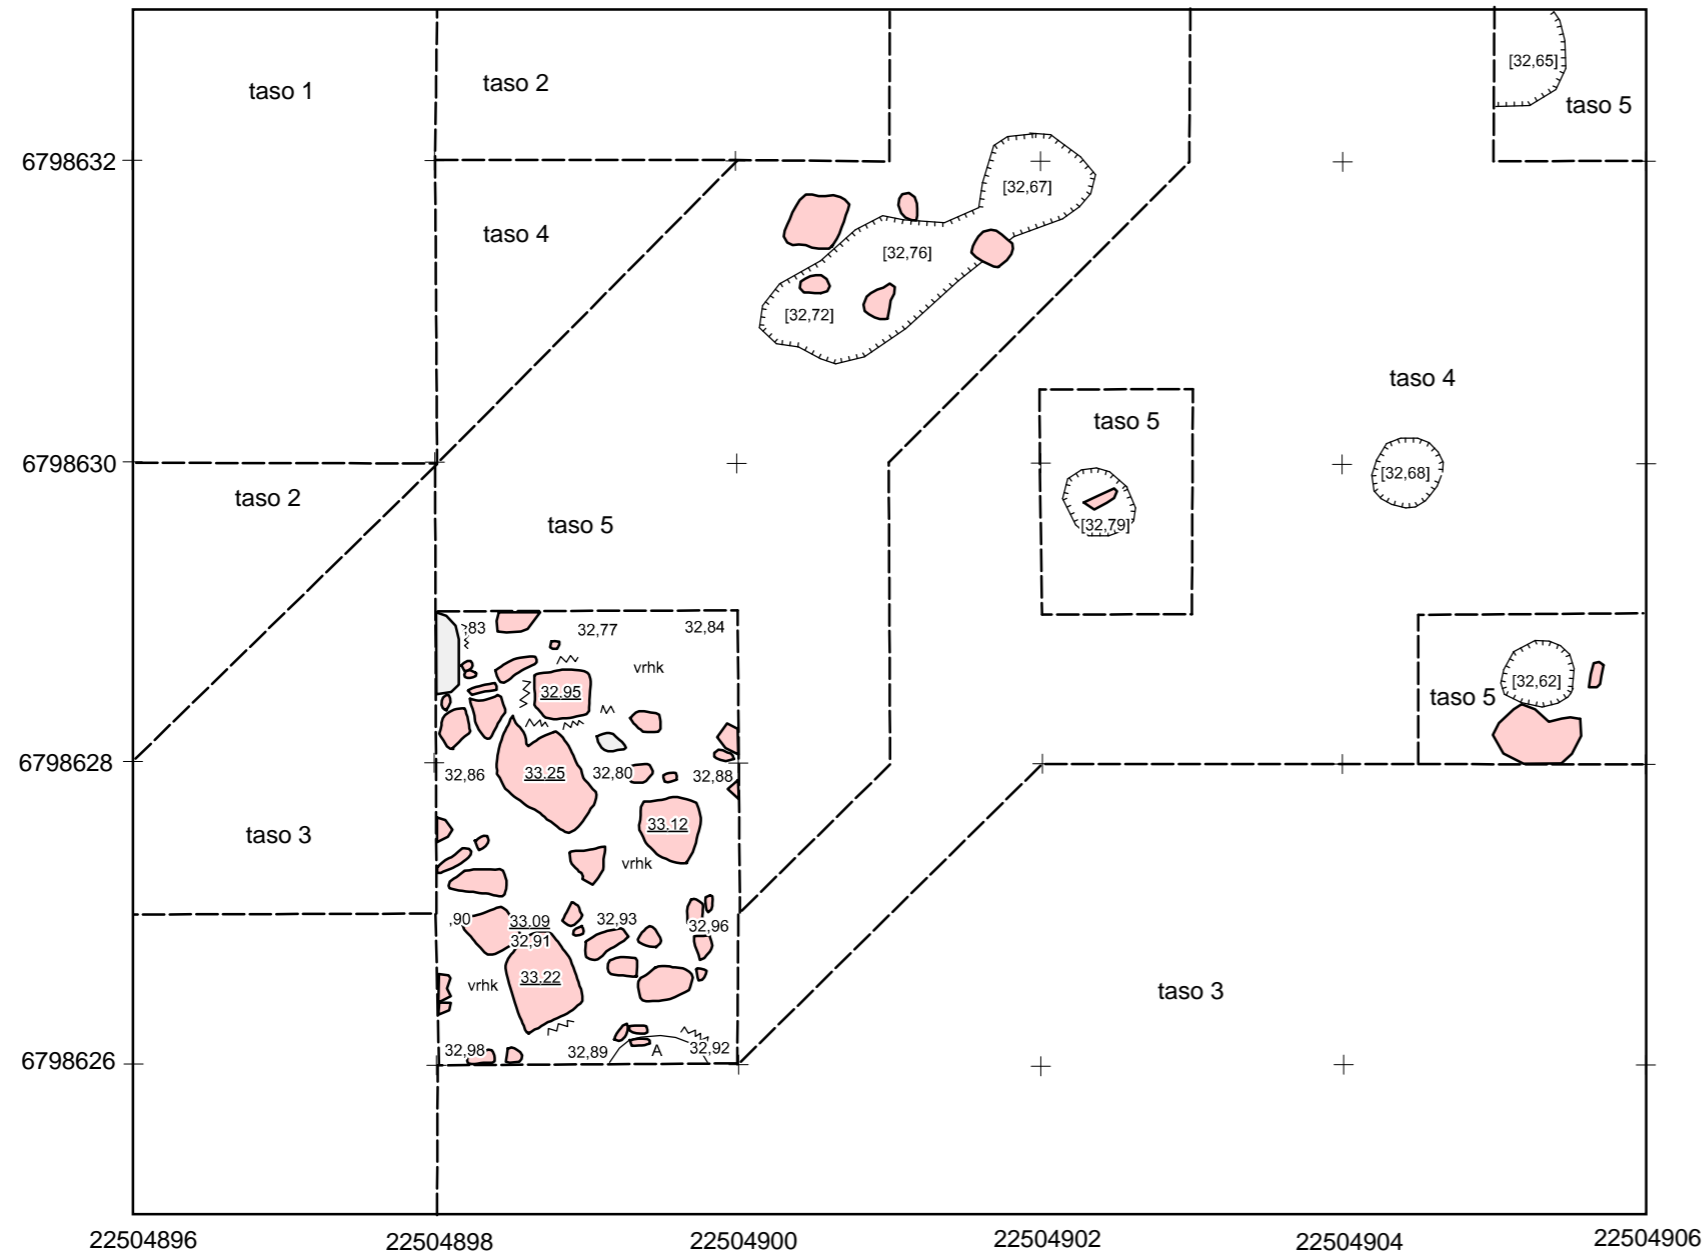 [32,65]
taso 1
taso 2
taso 5
6798632
[32,67]
taso 4
[32,76]
[32,72]
taso 4
taso 5
6798630
[32,68]
taso 2
taso 5
[32,79]
,83
32,77
32,84
vrhk
32.95
[32,62]
taso 5
6798628
32,86
33.25
32,80
32,88
taso 3
33.12
vrhk
,90
33.09
32,93
32,96
32,91
33.22
vrhk
taso 3
32,98
32,89
A
32,92
6798626
22504896
22504898
22504900
22504902
22504904
22504906